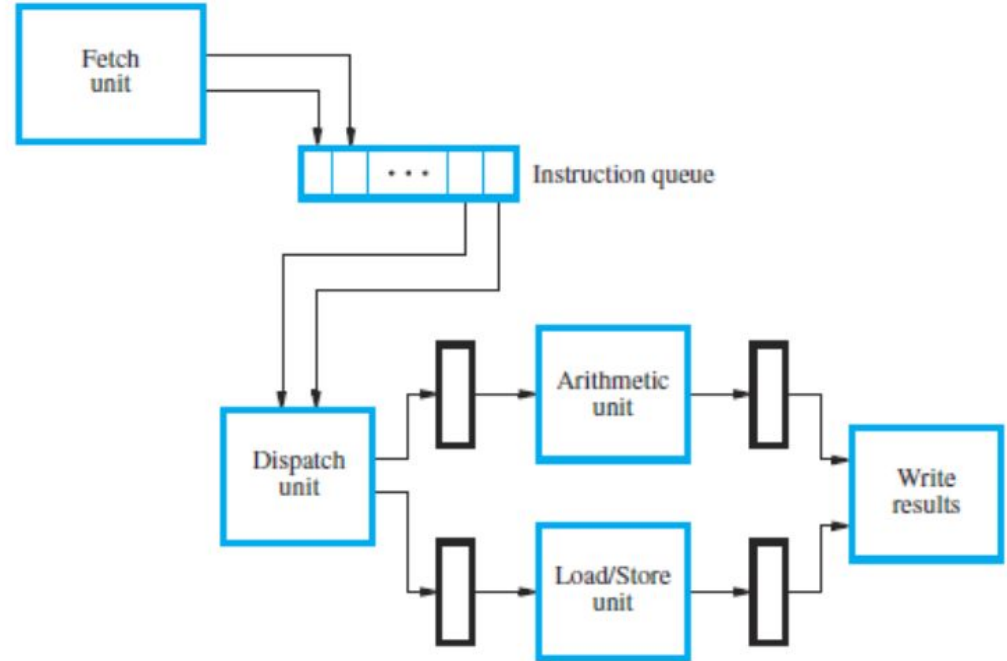 Fetch
unit
• • •
Instruction queue
Arithmetic
unit
Dispatch
unit
Write
results
Load/Store
unit